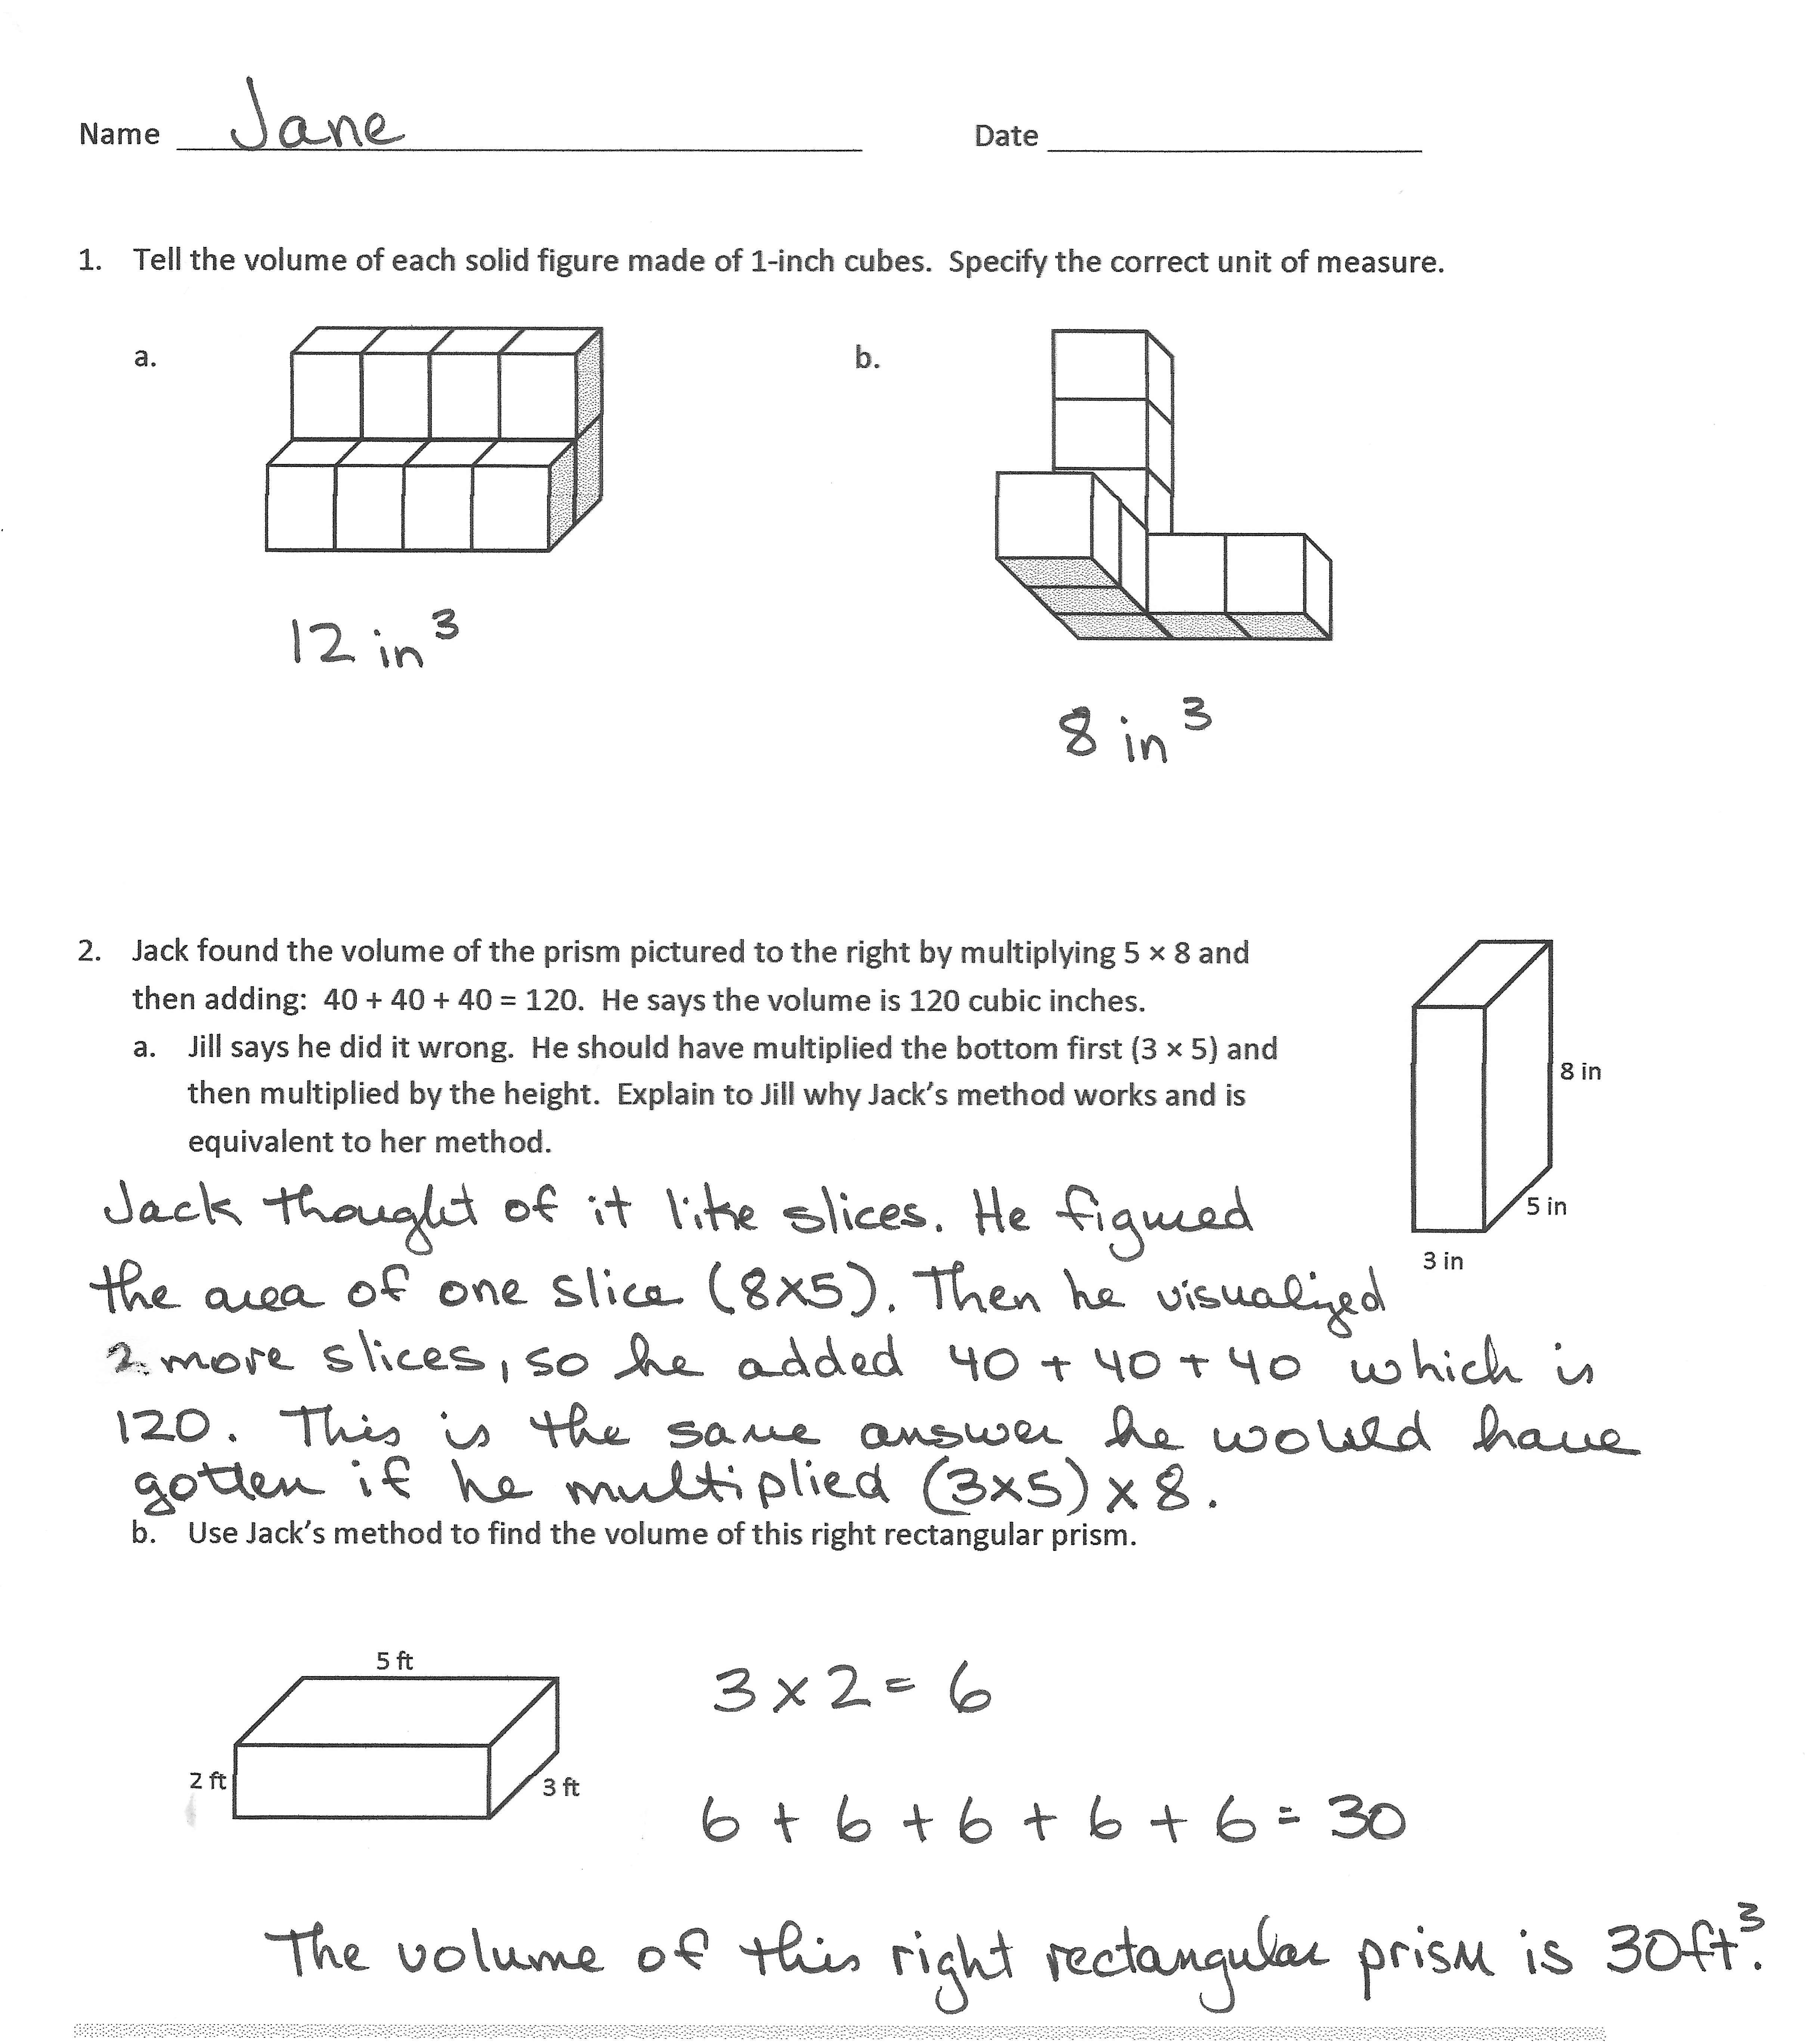 Name Jane Date
1. Tell the volume of each solid figure made of 1-inch cubes. Specify the correct unit of measure.
a. b.
12 in³
8 in³
2. Jack found the volume of the prism pictured to the right by multiplying 5 × 8 and
then adding: 40 + 40 + 40 = 120. He says the volume is 120 cubic inches.
a. Jill says he did it wrong. He should have multiplied the bottom first (3 × 5) and
then multiplied by the height. Explain to Jill why Jack's method works and is
equivalent to her method.
8 in
5 in
3 in
Jack thought of it like slices. He figured
the area of one slice (8x5). Then he visualized
2 more slices, so he added 40 + 40 + 40 which is
120. This is the same answer he would have
gotten if he multiplied (3x5) x 8.
b. Use Jack's method to find the volume of this right rectangular prism.
5 ft
2 ft
3 ft
3 x 2 = 6
6 + 6 + 6 + 6 + 6 = 30
The volume of this right rectangular prism is 30ft³.